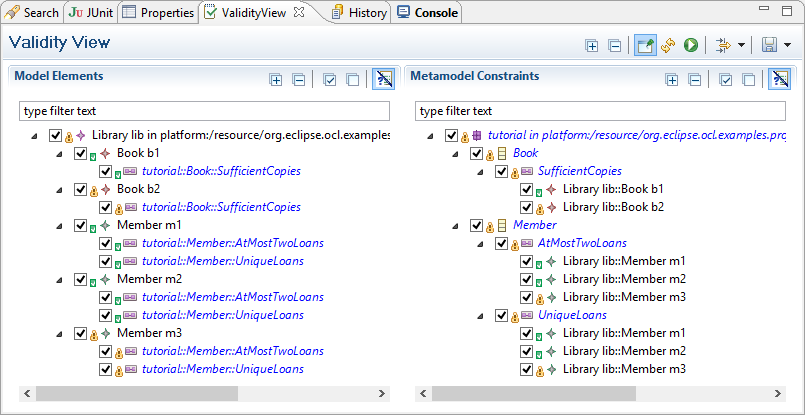 Search JUnit Properties ValidityView History Console
Validity View
Model Elements
type filter text
Library lib in platform:/resource/org.eclipse.ocl.examples
Book b1
tutorial::Book::SufficientCopies
Book b2
tutorial::Book::SufficientCopies
Member m1
tutorial::Member::AtMostTwoLoans
tutorial::Member::UniqueLoans
Member m2
tutorial::Member::AtMostTwoLoans
tutorial::Member::UniqueLoans
Member m3
tutorial::Member::AtMostTwoLoans
tutorial::Member::UniqueLoans
Metamodel Constraints
type filter text
tutorial in platform:/resource/org.eclipse.ocl.examples.pro
Book
SufficientCopies
Library lib::Book b1
Library lib::Book b2
Member
AtMostTwoLoans
Library lib::Member m1
Library lib::Member m2
Library lib::Member m3
UniqueLoans
Library lib::Member m1
Library lib::Member m2
Library lib::Member m3